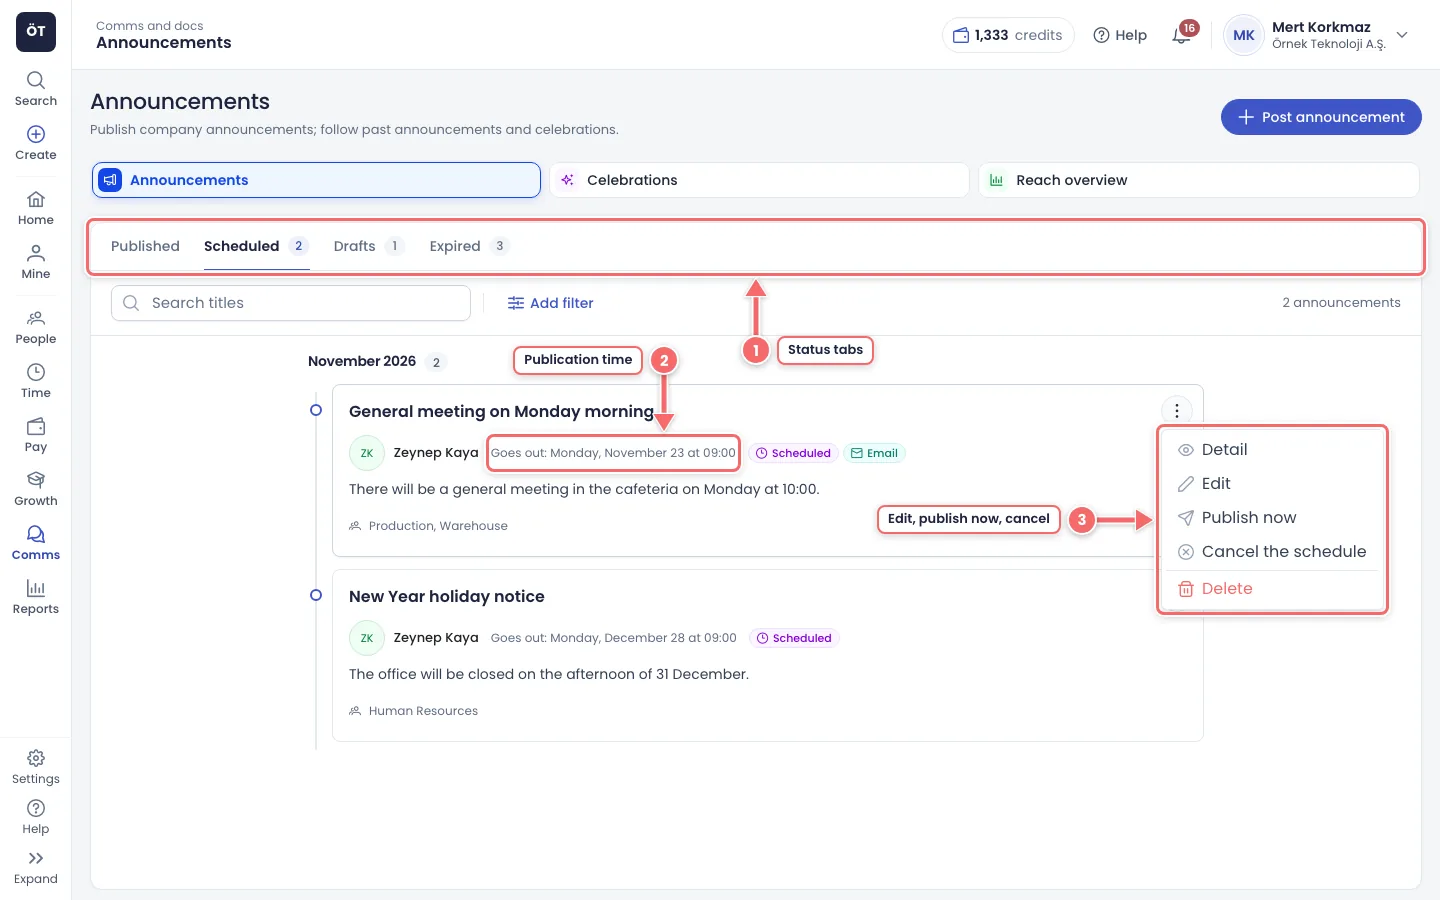 ÖT
Search
Create
Home
Mine
People
Time
Pay
Growth
Comms
Reports
Settings
Help
Expand
Comms and docs
Announcements
1,333 credits
Help
16
MK
Mert Korkmaz
Örnek Teknoloji A.Ş.
Announcements
Publish company announcements; follow past announcements and celebrations.
Post announcement
Announcements
Celebrations
Reach overview
Published
Scheduled 2
Drafts 1
Expired 3
Search titles
Add filter
2 announcements
1
Status tabs
November 2026 2
Publication time
2
General meeting on Monday morning
ZK
Zeynep Kaya
Goes out: Monday, November 23 at 09:00
Scheduled
Email
There will be a general meeting in the cafeteria on Monday at 10:00.
Production, Warehouse
Edit, publish now, cancel
3
Detail
Edit
Publish now
Cancel the schedule
Delete
New Year holiday notice
ZK
Zeynep Kaya
Goes out: Monday, December 28 at 09:00
Scheduled
The office will be closed on the afternoon of 31 December.
Human Resources